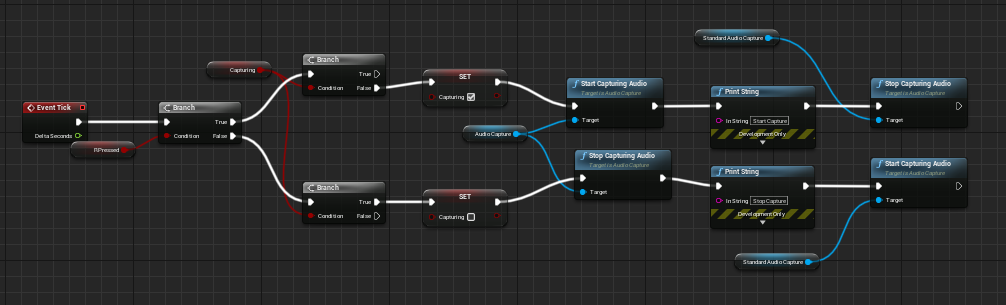 Standard Audio Capture
Branch
True
Condition
False
Capturing
SET
Capturing
Start Capturing Audio
Target is Audio Capture
Target
Print String
In String
Start Capture
Development Only
Stop Capturing Audio
Target is Audio Capture
Target
Event Tick
Delta Seconds
Branch
True
Condition
False
RPressed
Audio Capture
Stop Capturing Audio
Target is Audio Capture
Target
Print String
In String
Stop Capture
Development Only
Start Capturing Audio
Target is Audio Capture
Target
Branch
True
Condition
False
SET
Capturing
Standard Audio Capture